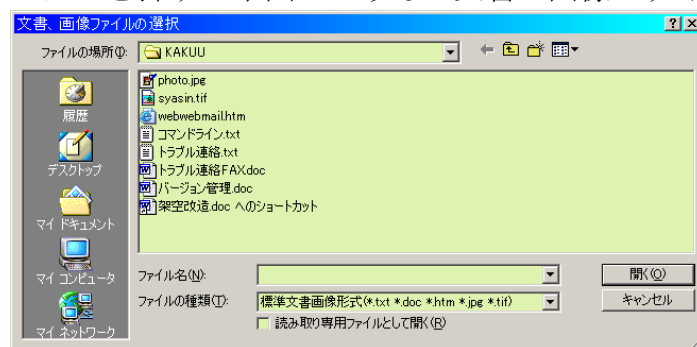 文書、画像ファイルの選択
ファイルの場所(I):
KAKUU
photo.jpg
syasin.tif
webwebmail.htm
コマンドライン.txt
トラブル連絡.txt
トラブル連絡FAX.doc
バージョン管理.doc
架空改造.doc へのショートカット
履歴
デスクトップ
マイ ドキュメント
マイ コンピュータ
マイ ネットワーク
ファイル名(N):
開く(O)
ファイルの種類(T):
標準文書画像形式(*.txt *.doc *.htm *.jpg *.tif)
キャンセル
読み取り専用ファイルとして開く(R)